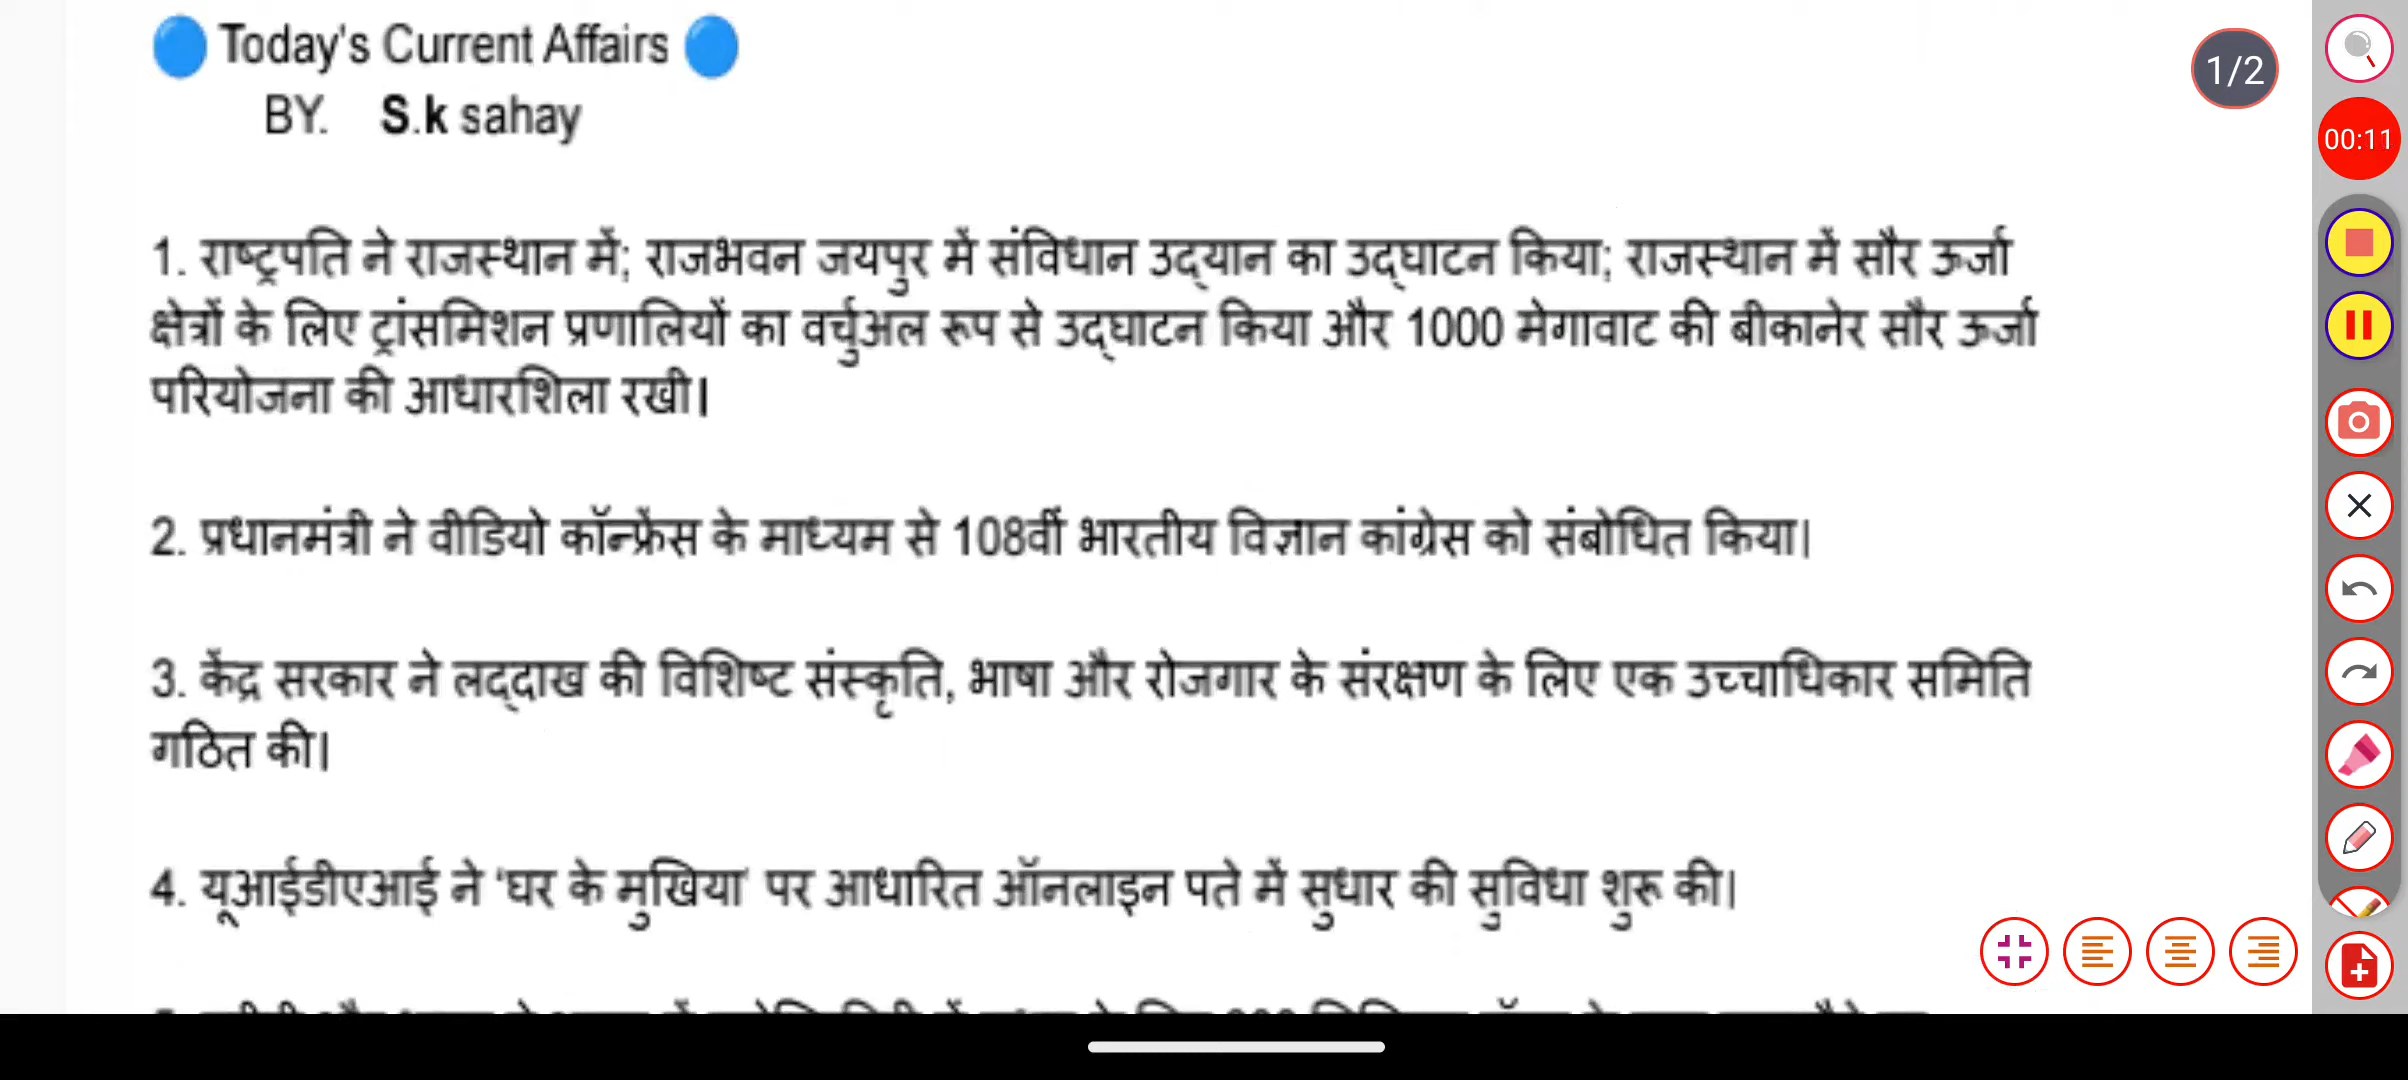 Today's Current Affairs
BY. S.k sahay
1/2
00:11
1. राष्ट्रपति ने राजस्थान में; राजभवन जयपुर में संविधान उद्यान का उद्घाटन किया; राजस्थान में सौर ऊर्जा
क्षेत्रों के लिए ट्रांसमिशन प्रणालियों का वर्चुअल रूप से उद्घाटन किया और 1000 मेगावाट की बीकानेर सौर ऊर्जा
परियोजना की आधारशिला रखी।
2. प्रधानमंत्री ने वीडियो कॉन्फ्रेंस के माध्यम से 108वीं भारतीय विज्ञान कांग्रेस को संबोधित किया।
3. केंद्र सरकार ने लद्दाख की विशिष्ट संस्कृति, भाषा और रोजगार के संरक्षण के लिए एक उच्चाधिकार समिति
गठित की।
4. यूआईडीएआई ने 'घर के मुखिया' पर आधारित ऑनलाइन पते में सुधार की सुविधा शुरू की।